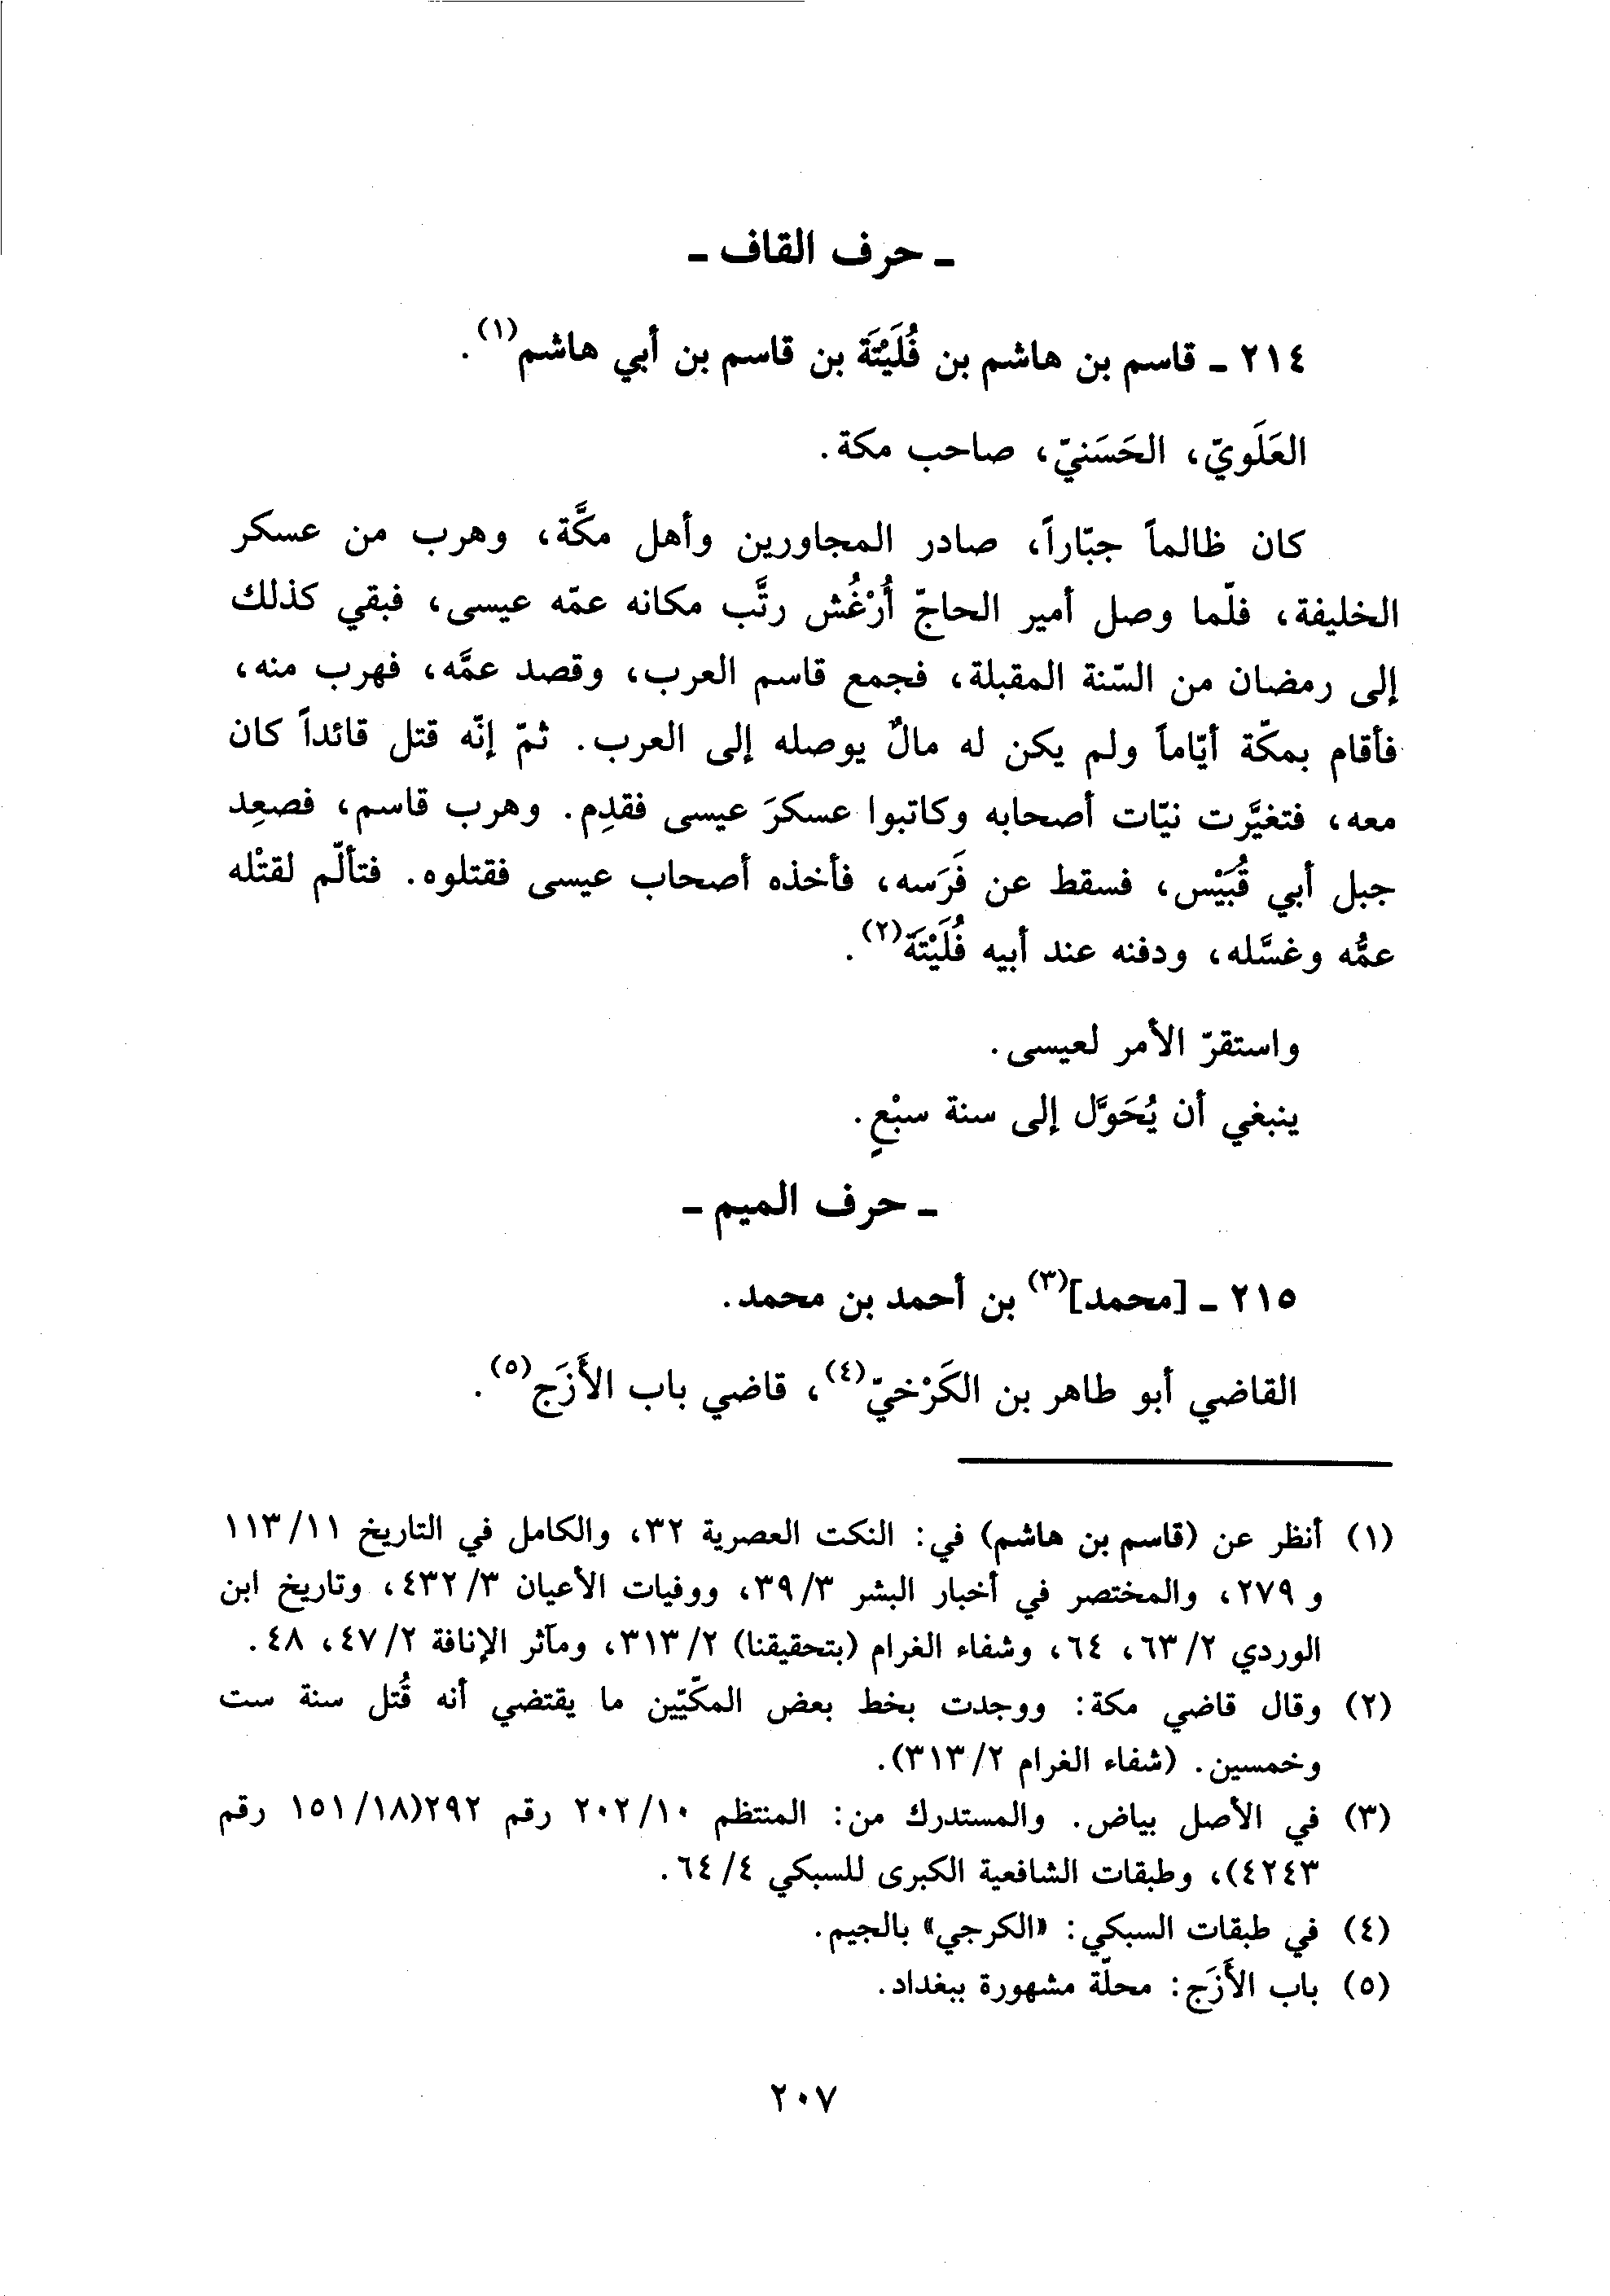 ـ حرف القاف ـ
٢١٤ ـ قاسم بن هاشم بن فُلَيْتَة بن قاسم بن أبي هاشم(١).
العَلَويّ، الحَسَنيّ، صاحب مكة.
كان ظالماً جبّاراً، صادر المجاورين وأهل مكَّة، وهرب من عسكر
الخليفة، فلّما وصل أمير الحاجّ أُرْغُش رتَّب مكانه عمّه عيسى، فبقي كذلك
إلى رمضان من السّنة المقبلة، فجمع قاسم العرب، وقصد عمَّه، فهرب منه،
فأقام بمكّة أيّاماً ولم يكن له مالٌ يوصله إلى العرب. ثمّ إنّه قتل قائداً كان
معه، فتغيَّرت نيّات أصحابه وكاتبوا عسكرَ عيسى فقدِم. وهرب قاسم، فصعِد
جبل أبي قُبَيْس، فسقط عن فَرَسه، فأخذه أصحاب عيسى فقتلوه. فتألّم لقتْله
عمُّه وغسَّله، ودفنه عند أبيه فُلَيْتَة(٢).
واستقرّ الأمر لعيسى.
ينبغي أن يُحَوَّل إلى سنة سبْعٍ.
ـ حرف الميم ـ
٢١٥ ـ [محمد](٣) بن أحمد بن محمد.
القاضي أبو طاهر بن الكَرْخيّ(٤)، قاضي باب الأَزَج(٥).
(١) أنظر عن (قاسم بن هاشم) في: النكت العصرية ٣٢، والكامل في التاريخ ١١٣/١١
و ٢٧٩، والمختصر في أخبار البشر ٣٩/٣، ووفيات الأعيان ٤٣٢/٣، وتاريخ ابن
الوردي ٦٣/٢، ٦٤، وشفاء الغرام (بتحقيقنا) ٣١٣/٢، ومآثر الإنافة ٤٧/٢، ٤٨.
(٢) وقال قاضي مكة: ووجدت بخط بعض المكّيّين ما يقتضي أنه قُتل سنة ست
وخمسين. (شفاء الغرام ٣١٣/٢).
(٣) في الأصل بياض. والمستدرك من: المنتظم ٢٠٢/١٠ رقم ٢٩٢(١٥١/١٨ رقم
٤٢٤٣)، وطبقات الشافعية الكبرى للسبكي ٦٤/٤.
(٤) في طبقات السبكي: «الكرجي» بالجيم.
(٥) باب الأَزَج: محلّة مشهورة ببغداد.
٢٠٧